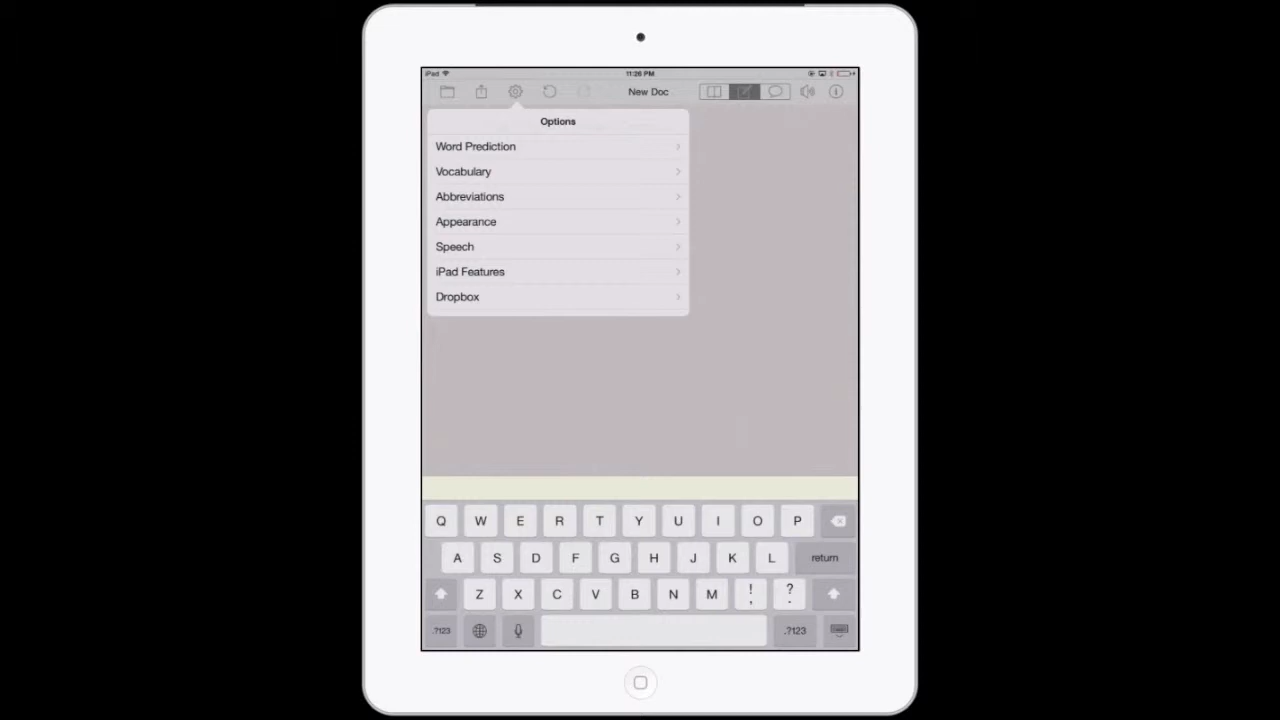 iPad 11:26 PM
New Doc
Options
Word Prediction
Vocabulary
Abbreviations
Appearance
Speech
iPad Features
Dropbox
Q W E R T Y U I O P
A S D F G H J K L return
Z X C V B N M ! , ? .
.?123 .?123